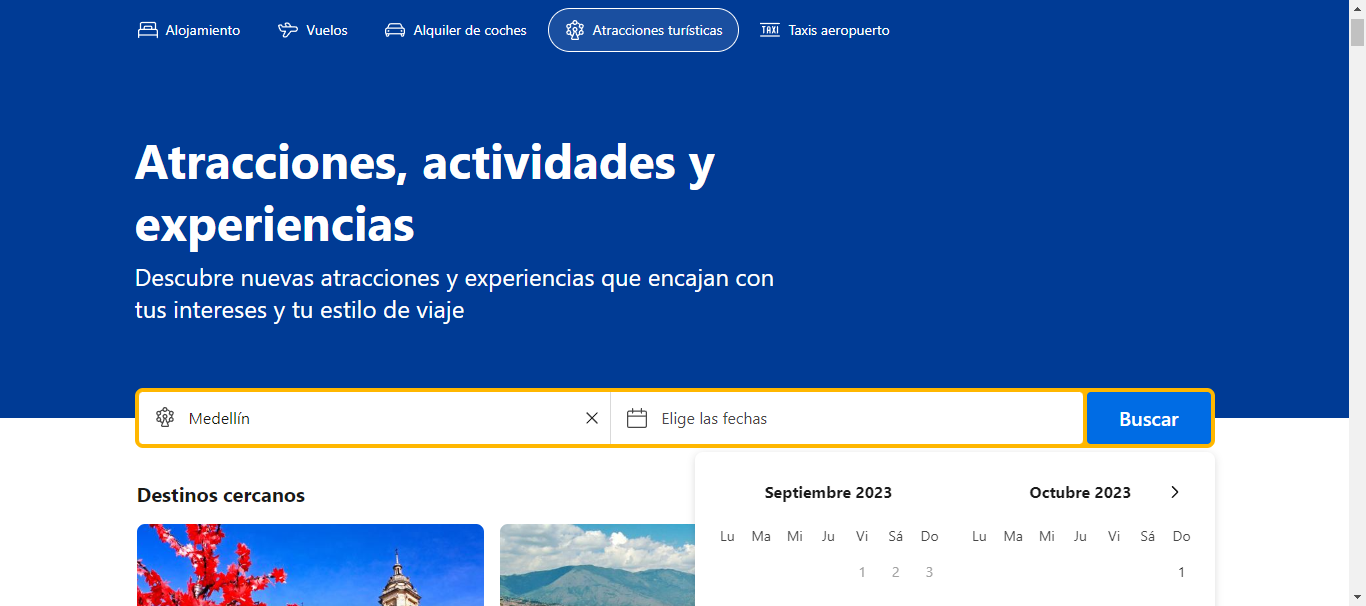 Alojamiento Vuelos Alquiler de coches Atracciones turísticas TAXI Taxis aeropuerto
Atracciones, actividades y
experiencias
Descubre nuevas atracciones y experiencias que encajan con
tus intereses y tu estilo de viaje
Medellín Elige las fechas Buscar
Destinos cercanos
Septiembre 2023 Octubre 2023
Lu Ma Mi Ju Vi Sá Do Lu Ma Mi Ju Vi Sá Do
1 2 3 1